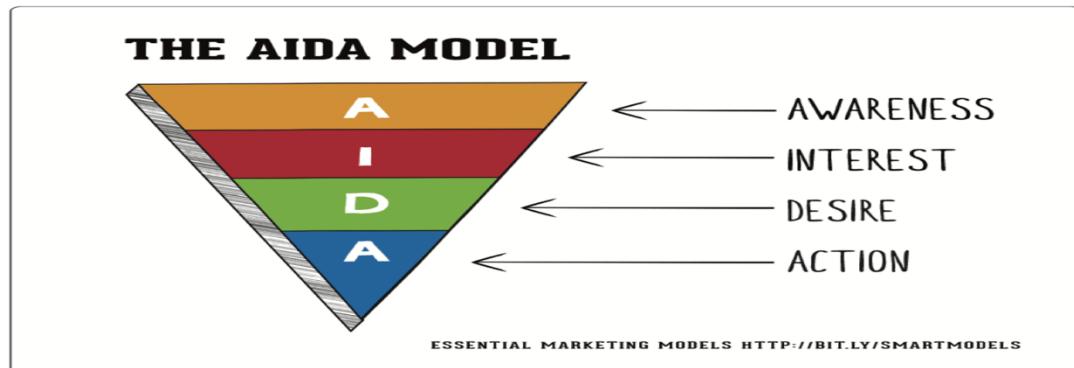 THE AIDA MODEL
A
AWARENESS
I
INTEREST
D
DESIRE
A
ACTION
ESSENTIAL MARKETING MODELS HTTP://BIT.LY/SMARTMODELS